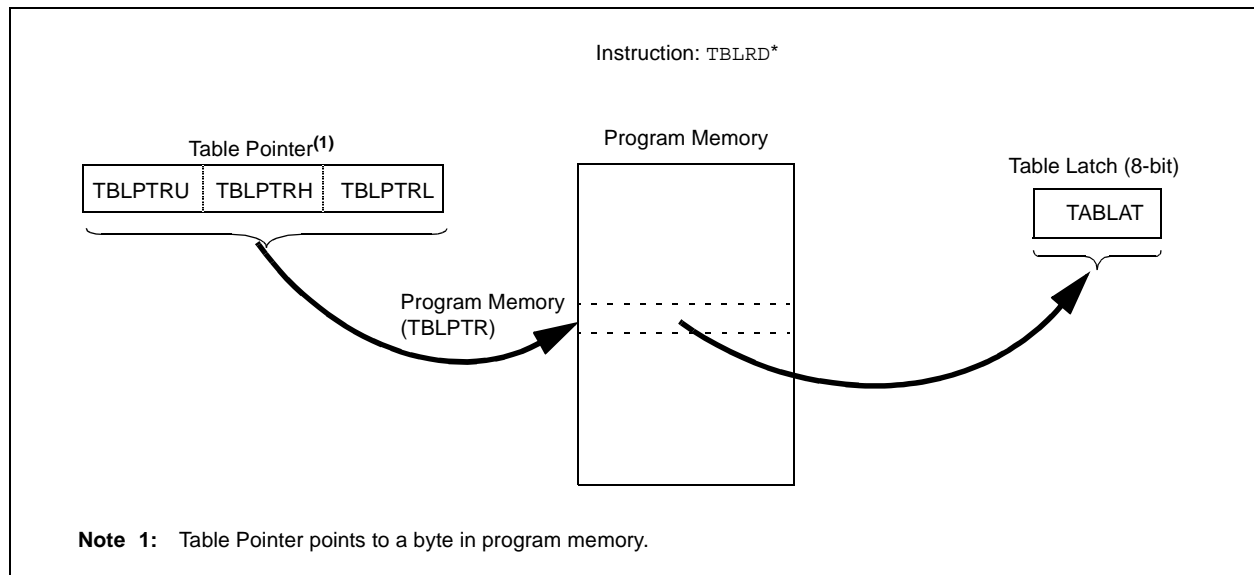 Instruction: TBLRD*
Table Pointer(1)
TBLPTRU TBLPTRH TBLPTRL
Program Memory
Table Latch (8-bit)
TABLAT
Program Memory
(TBLPTR)
Note 1: Table Pointer points to a byte in program memory.